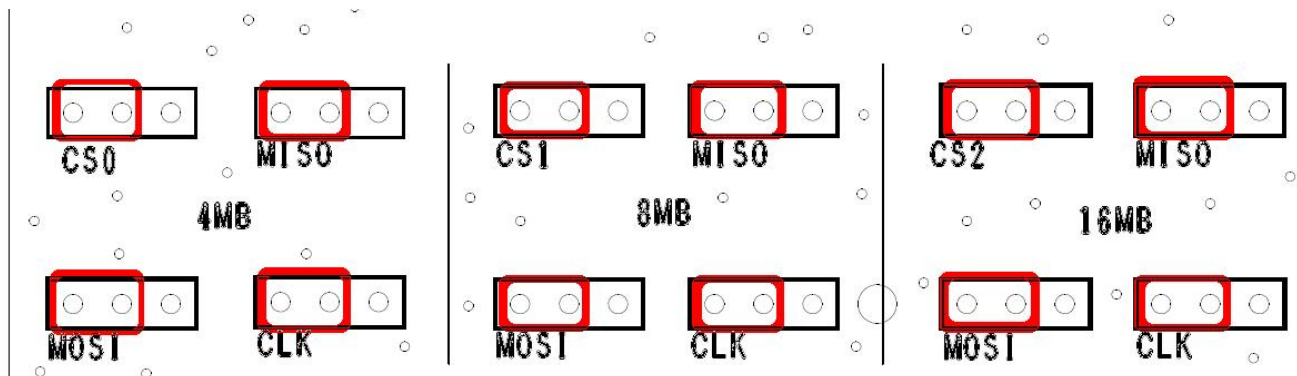 CS0 MISO CS1 MISO CS2 MISO
4MB 8MB 16MB
MOSI CLK MOSI CLK MOSI CLK